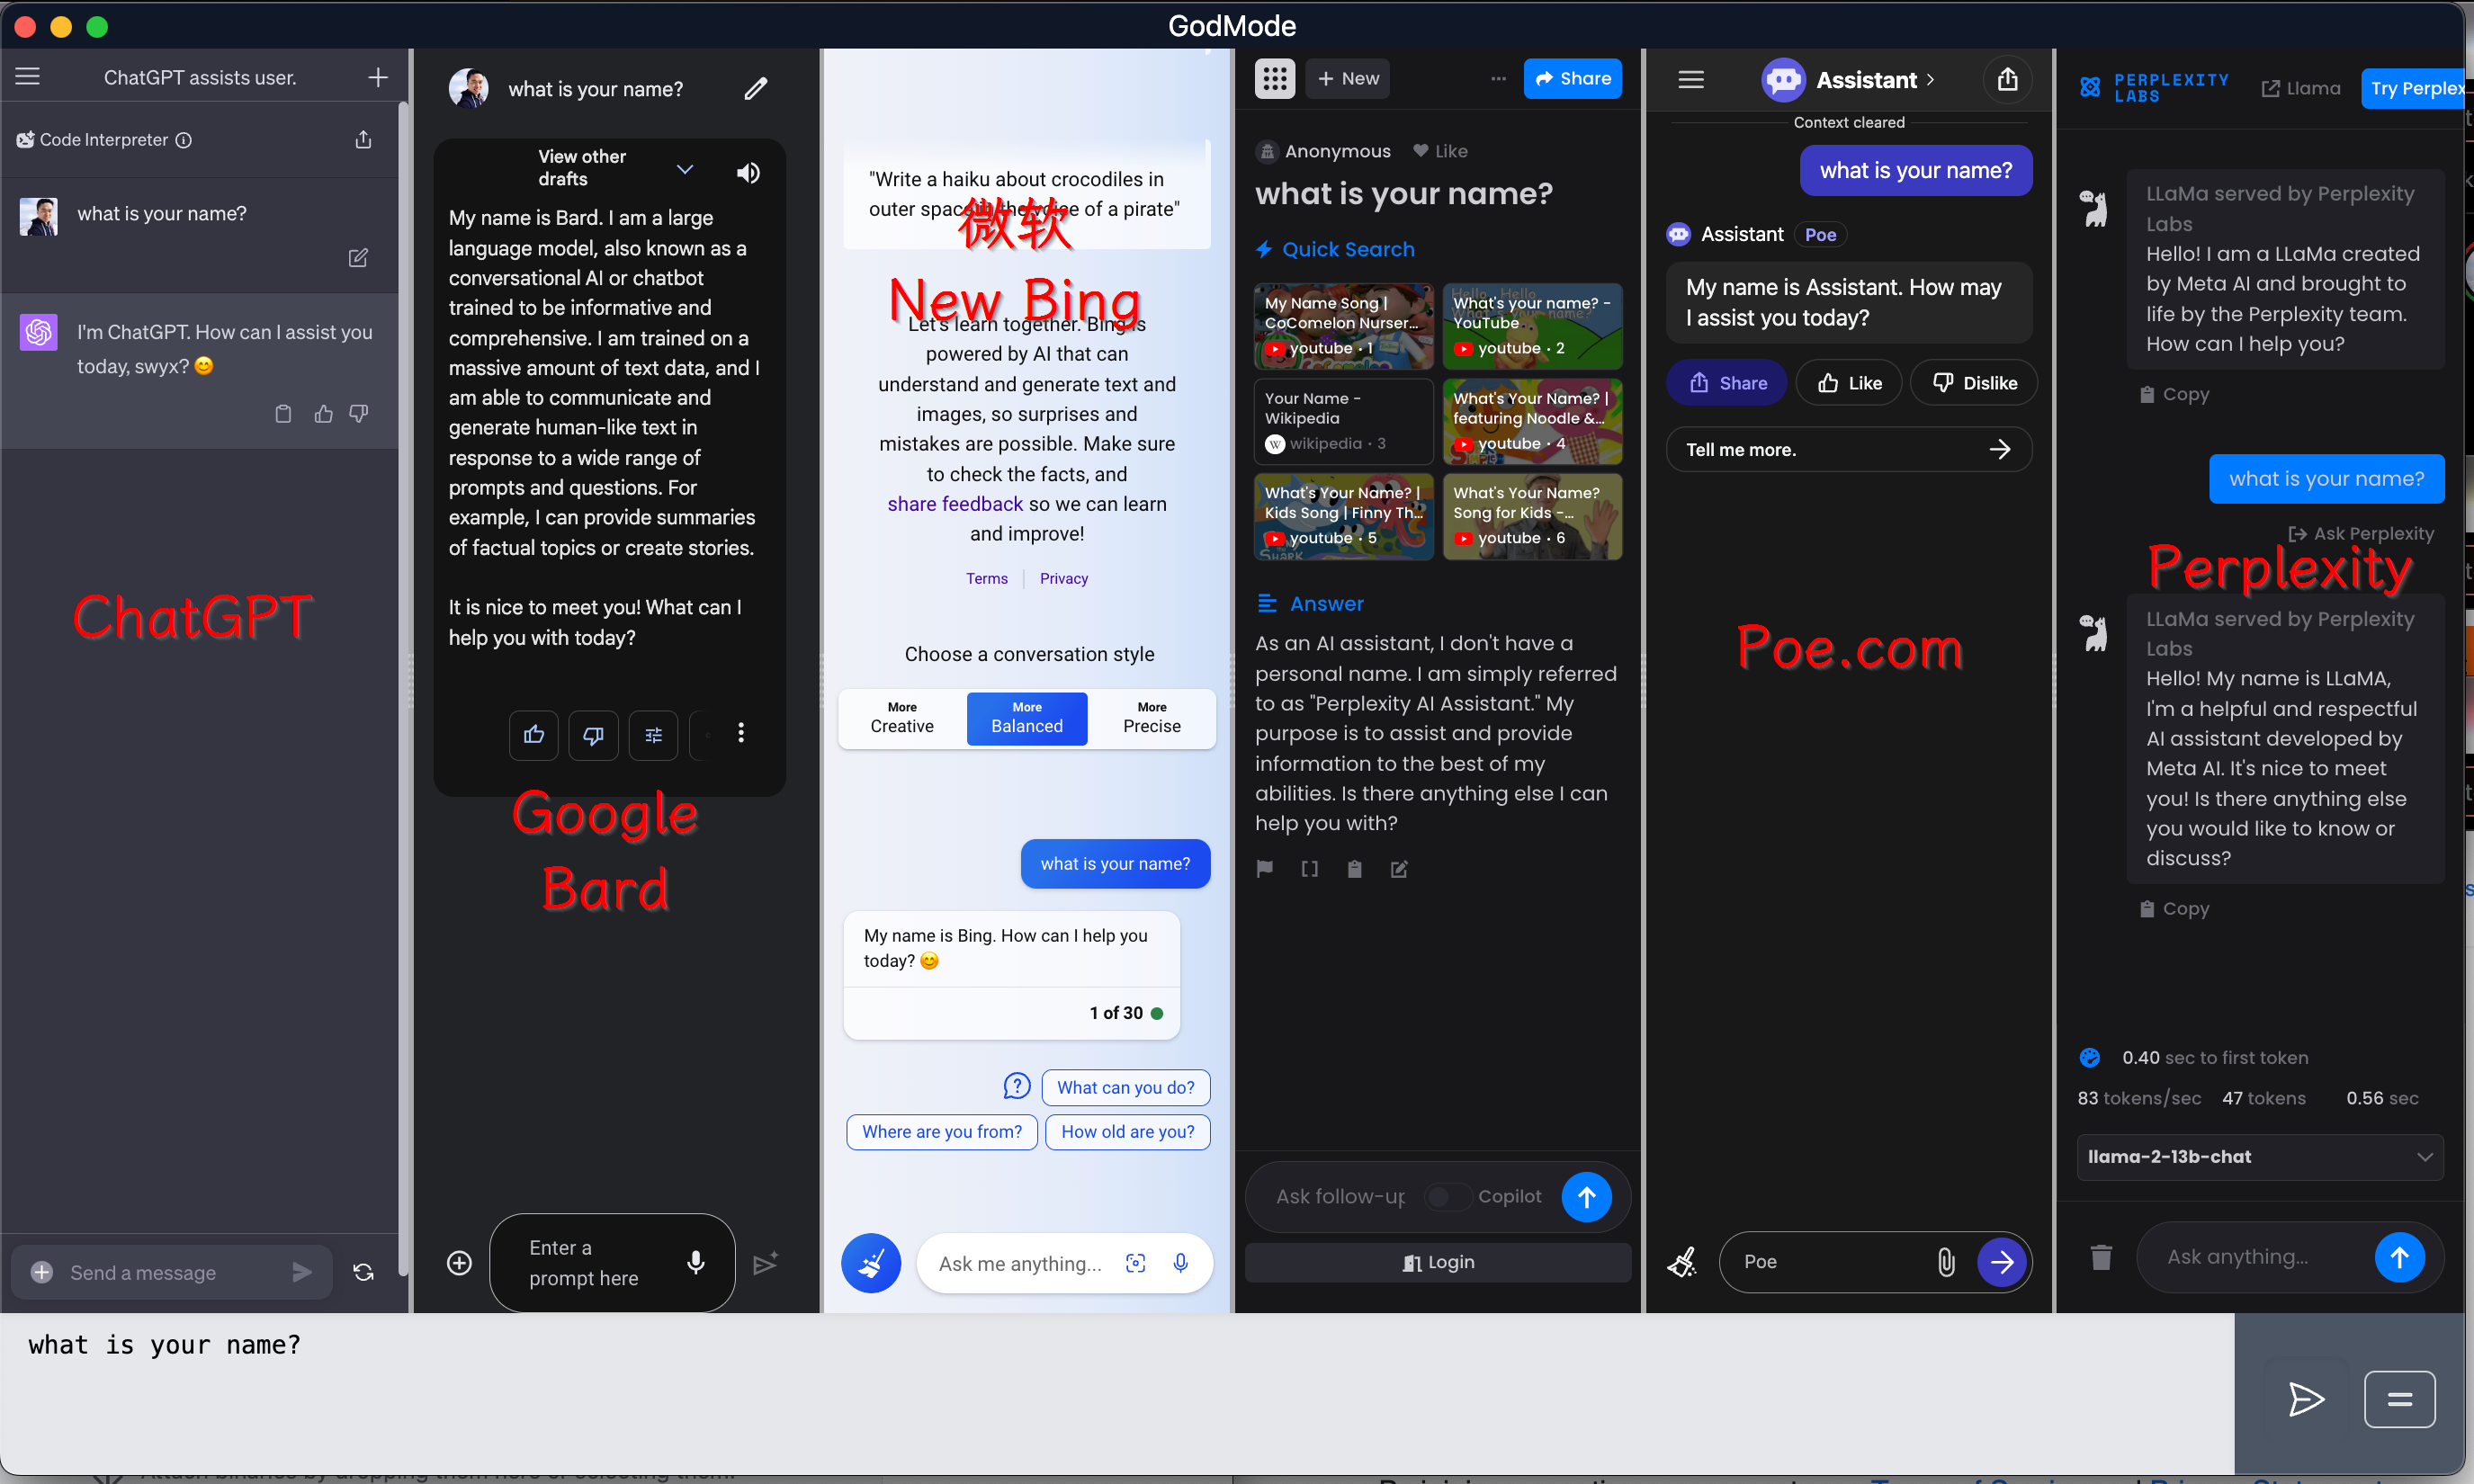 GodMode
ChatGPT assists user.
Code Interpreter
what is your name?
I'm ChatGPT. How can I assist you
today, swyx? 😊
ChatGPT
Send a message
what is your name?
View other
drafts
My name is Bard. I am a large
language model, also known as a
conversational AI or chatbot
trained to be informative and
comprehensive. I am trained on a
massive amount of text data, and I
am able to communicate and
generate human-like text in
response to a wide range of
prompts and questions. For
example, I can provide summaries
of factual topics or create stories.
It is nice to meet you! What can I
help you with today?
Google
Bard
Enter a
prompt here
"Write a haiku about crocodiles in
outer space in the voice of a pirate"
微软
New Bing
Let's learn together. Bing is
powered by AI that can
understand and generate text and
images, so surprises and
mistakes are possible. Make sure
to check the facts, and
share feedback so we can learn
and improve!
Terms
Privacy
Choose a conversation style
More
Creative
More
Balanced
More
Precise
what is your name?
My name is Bing. How can I help you
today? 😊
1 of 30
What can you do?
Where are you from?
How old are you?
Ask me anything...
New
Share
Anonymous
Like
what is your name?
Quick Search
My Name Song |
CoComelon Nurser...
youtube · 1
What's your name? -
YouTube
youtube · 2
Your Name -
Wikipedia
wikipedia · 3
What's Your Name? |
featuring Noodle &...
youtube · 4
What's Your Name? |
Kids Song | Finny Th...
youtube · 5
What's Your Name?
Song for Kids -...
youtube · 6
Answer
As an AI assistant, I don't have a
personal name. I am simply referred
to as "Perplexity AI Assistant." My
purpose is to assist and provide
information to the best of my
abilities. Is there anything else I can
help you with?
Ask follow-up
Copilot
Login
Assistant
Context cleared
what is your name?
Assistant
Poe
My name is Assistant. How may
I assist you today?
Share
Like
Dislike
Tell me more.
Poe.com
Poe
PERPLEXITY
LABS
Llama
Try Perplex
LLaMa served by Perplexity
Labs
Hello! I am a LLaMa created
by Meta AI and brought to
life by the Perplexity team.
How can I help you?
Copy
what is your name?
Ask Perplexity
Perplexity
LLaMa served by Perplexity
Labs
Hello! My name is LLaMA,
I'm a helpful and respectful
AI assistant developed by
Meta AI. It's nice to meet
you! Is there anything else
you would like to know or
discuss?
Copy
0.40 sec to first token
83 tokens/sec 47 tokens 0.56 sec
llama-2-13b-chat
Ask anything...
what is your name?